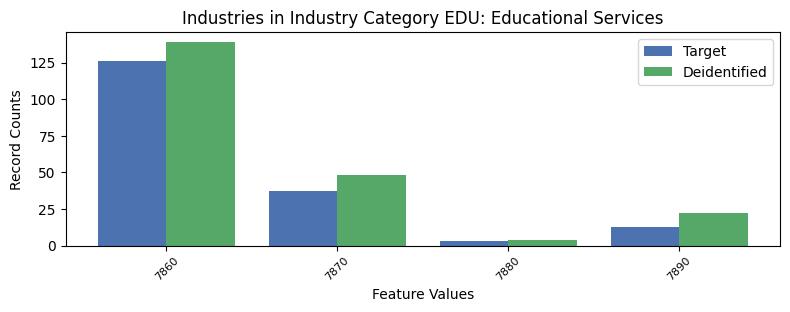 Industries in Industry Category EDU: Educational Services
Target
Deidentified
Record Counts
125
100
75
50
25
0
7860
7870
7880
7890
Feature Values